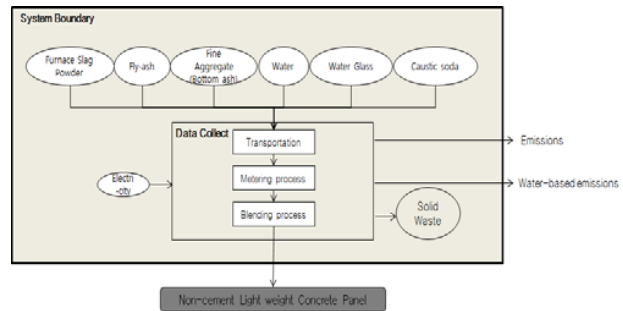 System Boundary
Furnace Slag
Powder
Fly-ash
Fine
Aggregate
(Bottom ash)
Water
Water Glass
Caustic soda
Data Collect
Transportation
Emissions
Electri
-city
Metering process
Water-based emissions
Blending process
Solid
Waste
Non-cement Light weight Concrete Panel